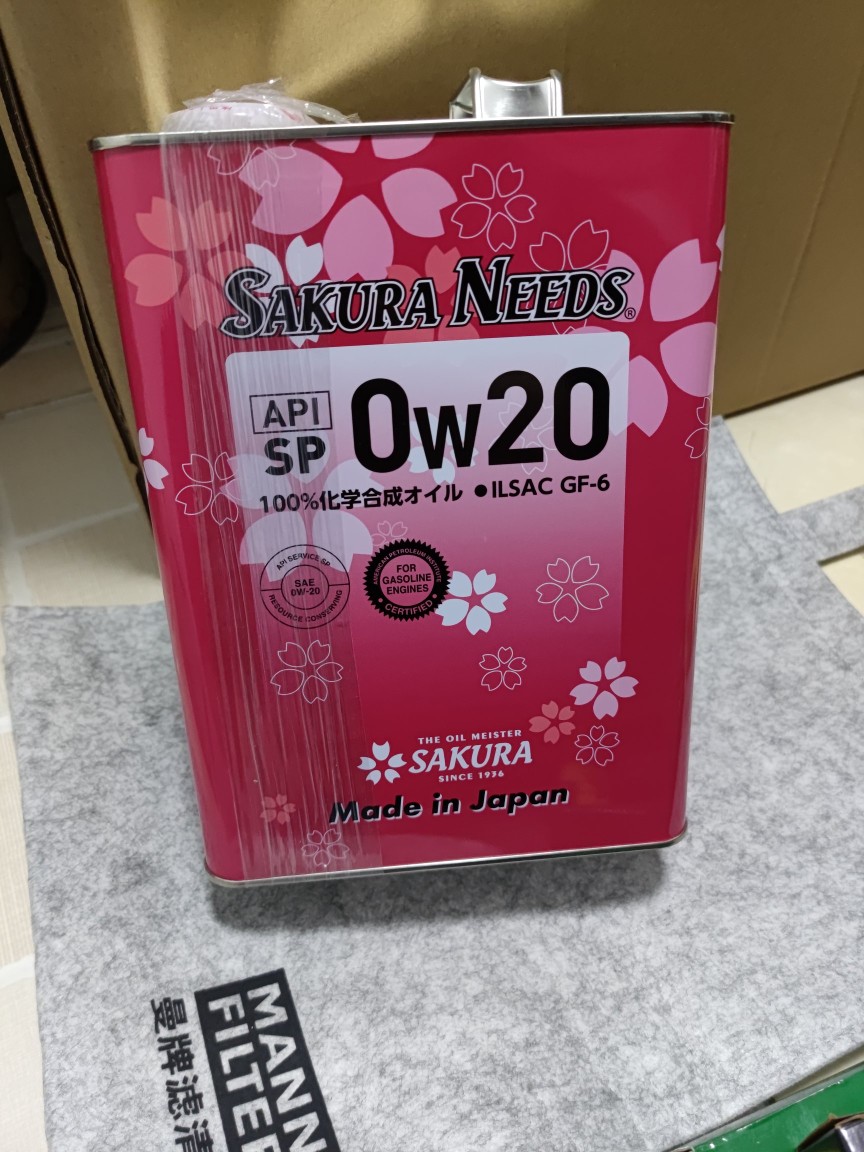 SAKURA NEEDS®
API
SP
0W20
100%化学合成オイル ●ILSAC GF-6
API SERVICE SP
SAE
0W-20
RESOURCE CONSERVING
AMERICAN PETROLEUM INSTITUTE
FOR
GASOLINE
ENGINES
CERTIFIED
THE OIL MEISTER
SAKURA
SINCE 1936
Made in Japan
MANN
FILTER
曼牌滤清